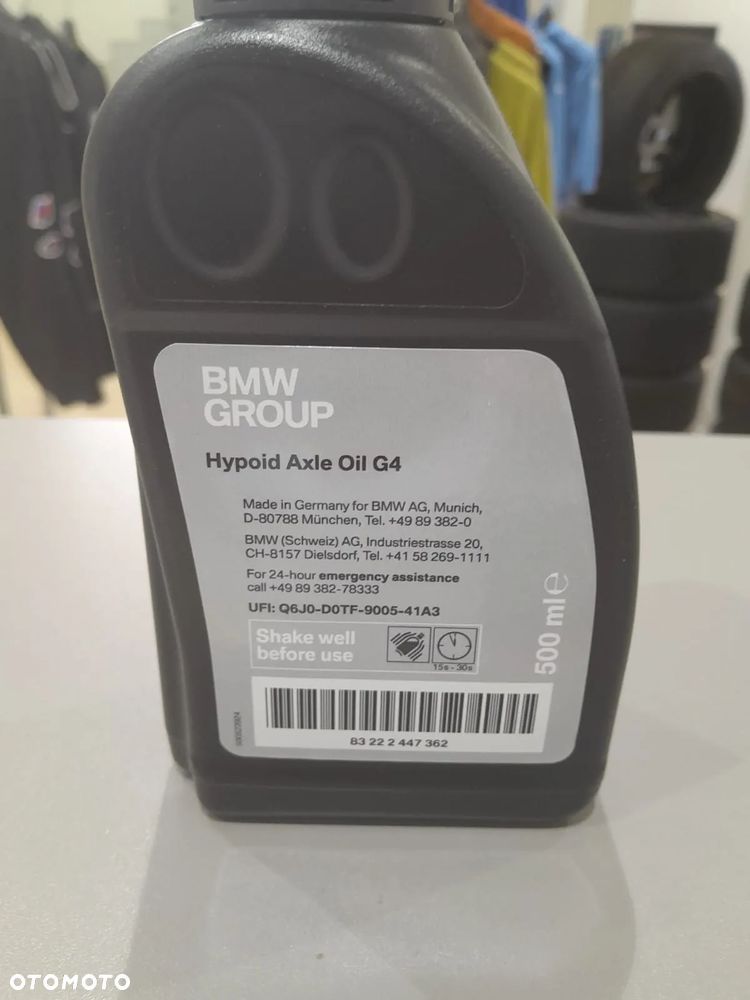 BMW
GROUP
Hypoid Axle Oil G4
Made in Germany for BMW AG, Munich,
D-80788 München, Tel. +49 89 382-0
BMW (Schweiz) AG, Industriestrasse 20,
CH-8157 Dielsdorf, Tel. +41 58 269-1111
For 24-hour emergency assistance
call +49 89 382-78333
UFI: Q6J0-D0TF-9005-41A3
Shake well
before use
15s - 30s
500 ml e
83 22 2 447 362
OTOMOTO